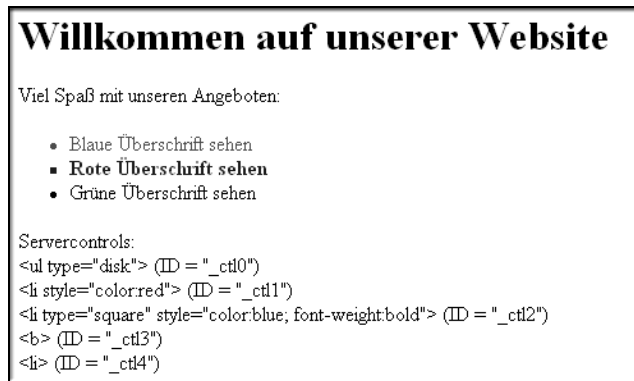 Willkommen auf unserer Website
Viel Spaß mit unseren Angeboten:
Blaue Überschrift sehen
Rote Überschrift sehen
Grüne Überschrift sehen
Servercontrols:
<ul type="disk"> (ID = "_ctl0")
<li style="color:red"> (ID = "_ctl1")
<li type="square" style="color:blue; font-weight:bold"> (ID = "_ctl2")
<b> (ID = "_ctl3")
<li> (ID = "_ctl4")